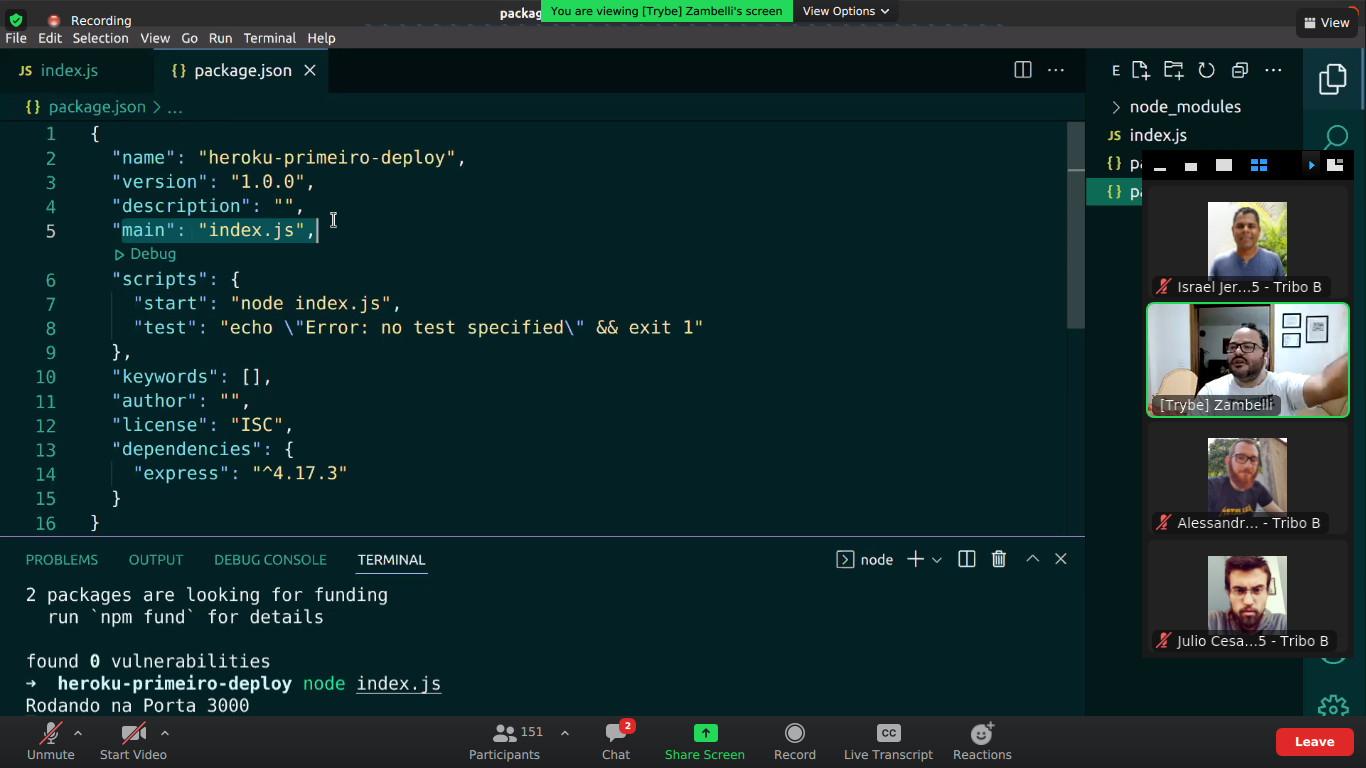 Recording
packag
You are viewing [Trybe] Zambelli's screen
View Options
View
File Edit Selection View Go Run Terminal Help
JS index.js
{} package.json
E
{} package.json > ...
node_modules
JS index.js
{} pa
{} pa
1 {
2 "name": "heroku-primeiro-deploy",
3 "version": "1.0.0",
4 "description": "",
5 "main": "index.js",
Debug
6 "scripts": {
7 "start": "node index.js",
8 "test": "echo \"Error: no test specified\" && exit 1"
9 },
10 "keywords": [],
11 "author": "",
12 "license": "ISC",
13 "dependencies": {
14 "express": "^4.17.3"
15 }
16 }
Israel Jer...5 - Tribo B
[Trybe] Zambelli
Alessandr... - Tribo B
Julio Cesa...5 - Tribo B
PROBLEMS OUTPUT DEBUG CONSOLE TERMINAL
node
2 packages are looking for funding
run `npm fund` for details
found 0 vulnerabilities
➜ heroku-primeiro-deploy node index.js
Rodando na Porta 3000
Unmute
Start Video
151
Participants
2
Chat
Share Screen
Record
CC
Live Transcript
Reactions
Leave